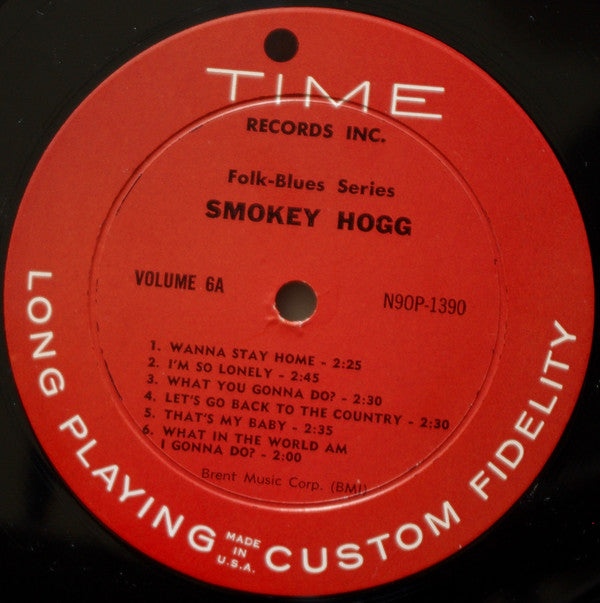 TIME
RECORDS INC.
Folk-Blues Series
SMOKEY HOGG
VOLUME 6A
N90P-1390
1. WANNA STAY HOME - 2:25
2. I'M SO LONELY - 2:45
3. WHAT YOU GONNA DO? - 2:30
4. LET'S GO BACK TO THE COUNTRY - 2:30
5. THAT'S MY BABY - 2:35
6. WHAT IN THE WORLD AM
I GONNA DO? - 2:00
Brent Music Corp. (BMI)
LONG PLAYING
MADE
IN
U.S.A.
CUSTOM FIDELITY